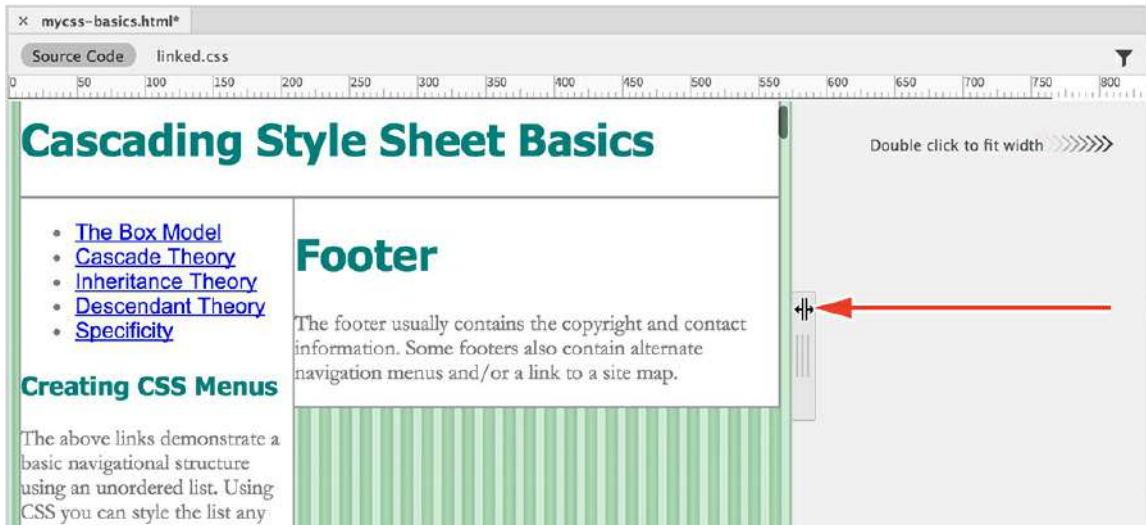 × mycss-basics.html*
Source Code linked.css
0 50 100 150 200 250 300 350 400 450 500 550 600 650 700 750 800
Cascading Style Sheet Basics
Double click to fit width
• The Box Model
• Cascade Theory
• Inheritance Theory
• Descendant Theory
• Specificity
Creating CSS Menus
The above links demonstrate a
basic navigational structure
using an unordered list. Using
CSS you can style the list any
Footer
The footer usually contains the copyright and contact
information. Some footers also contain alternate
navigation menus and/or a link to a site map.